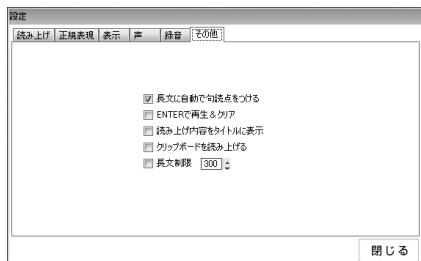 設定
読み上げ 正規表現 表示 声 録音 その他
長文に自動で句読点をつける
ENTERで再生&クリア
読み上げ内容をタイトルに表示
クリップボードを読み上げる
長文制限 300
閉じる